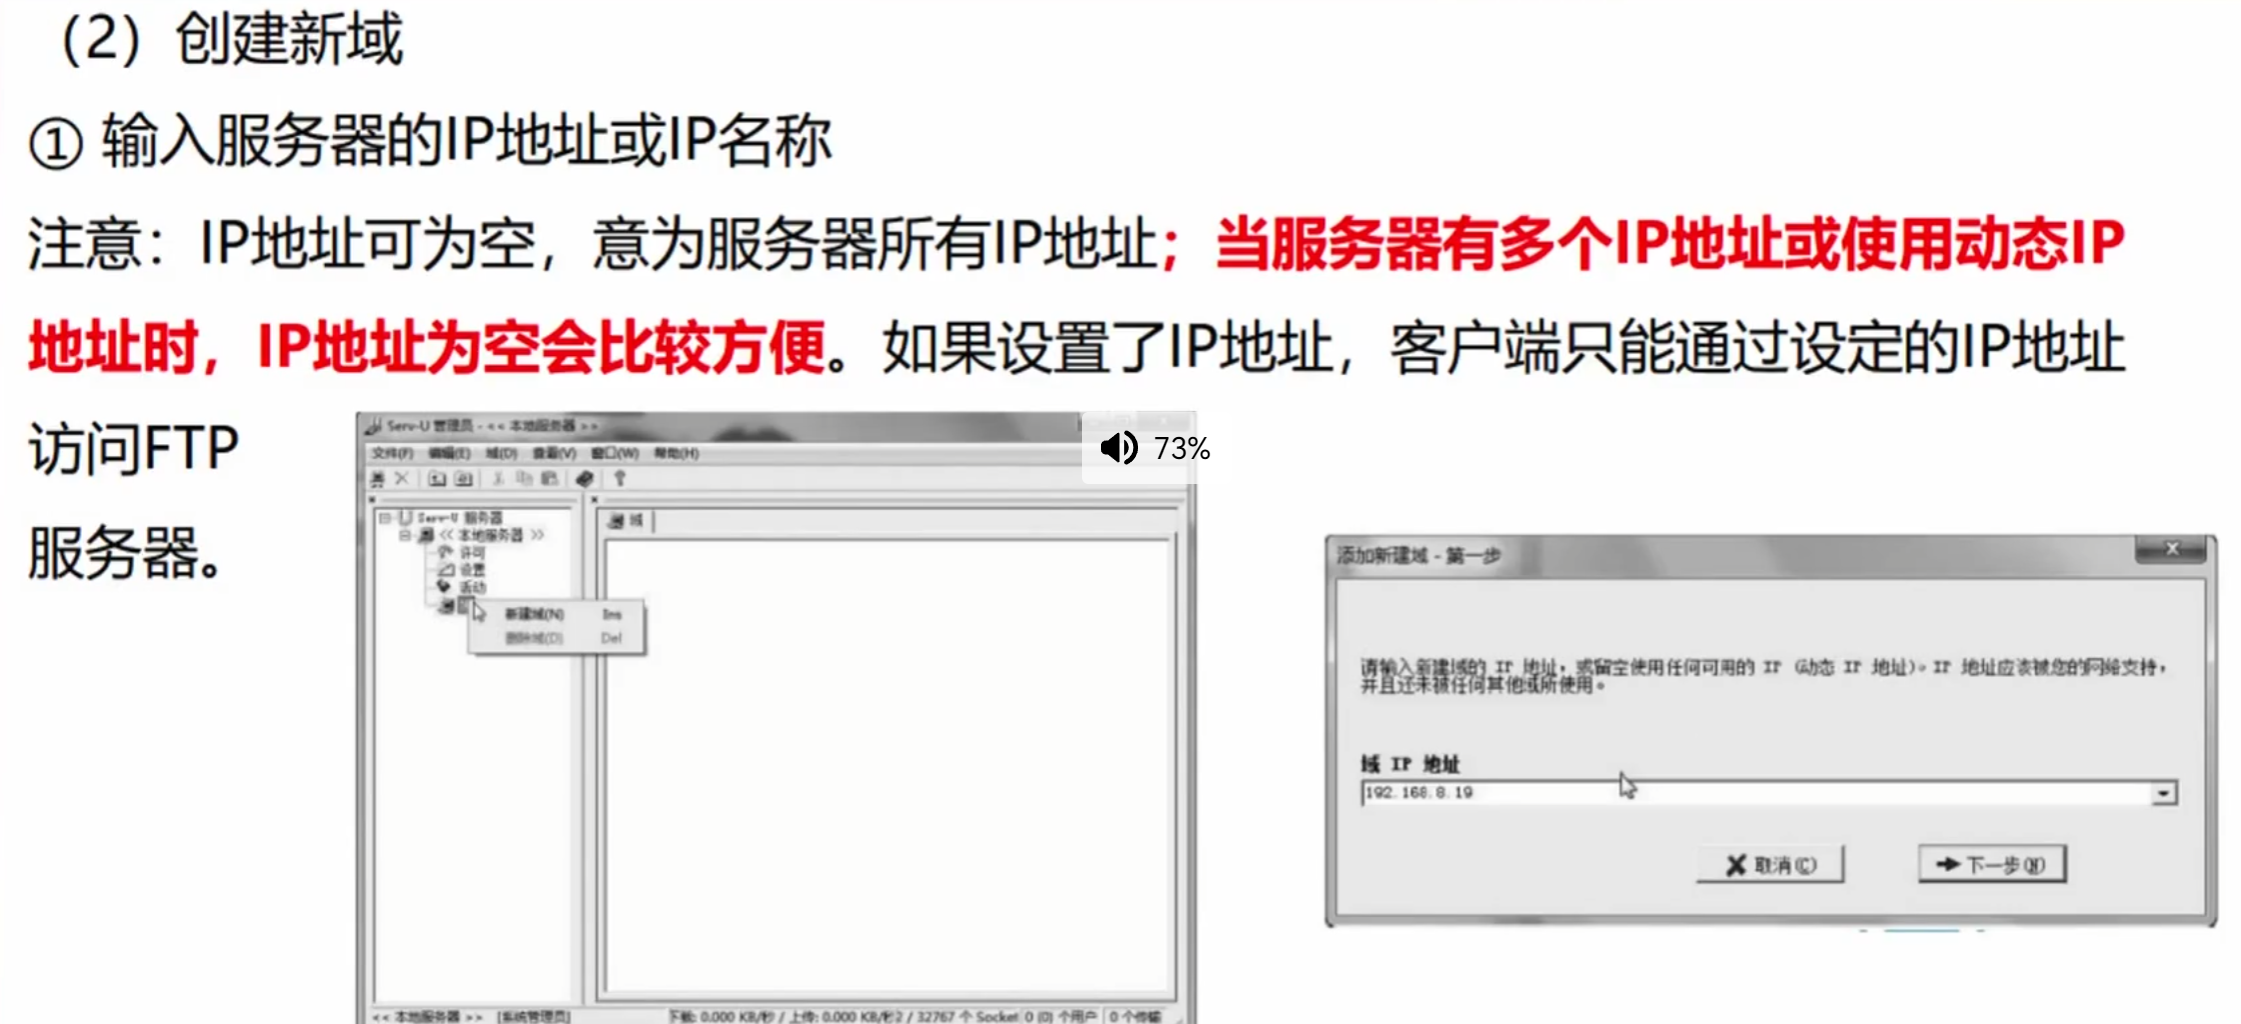 （2）创建新域
① 输入服务器的IP地址或IP名称
注意：IP地址可为空，意为服务器所有IP地址；当服务器有多个IP地址或使用动态IP
地址时，IP地址为空会比较方便。如果设置了IP地址，客户端只能通过设定的IP地址
访问FTP
服务器。
Serv-U 管理员 - << 本地服务器 >>
文件(F) 编辑(E) 域(D) 查看(V) 窗口(W) 帮助(H)
73%
Serv-U 服务器
<< 本地服务器 >>
许可
设置
活动
域
新建域(N) Ins
删除域(D) Del
<< 本地服务器 >> [系统管理员]
下载: 0.000 KB/秒 / 上传: 0.000 KB/秒 2 / 32767 个 Socket 0 (0) 个用户 0 个传输
添加新建域 - 第一步
请输入新建域的 IP 地址，或留空使用任何可用的 IP（动态 IP 地址）。IP 地址应该被您的网络支持，
并且还未被任何其他域所使用。
域 IP 地址
192.168.8.19
取消(C) 下一步(N)